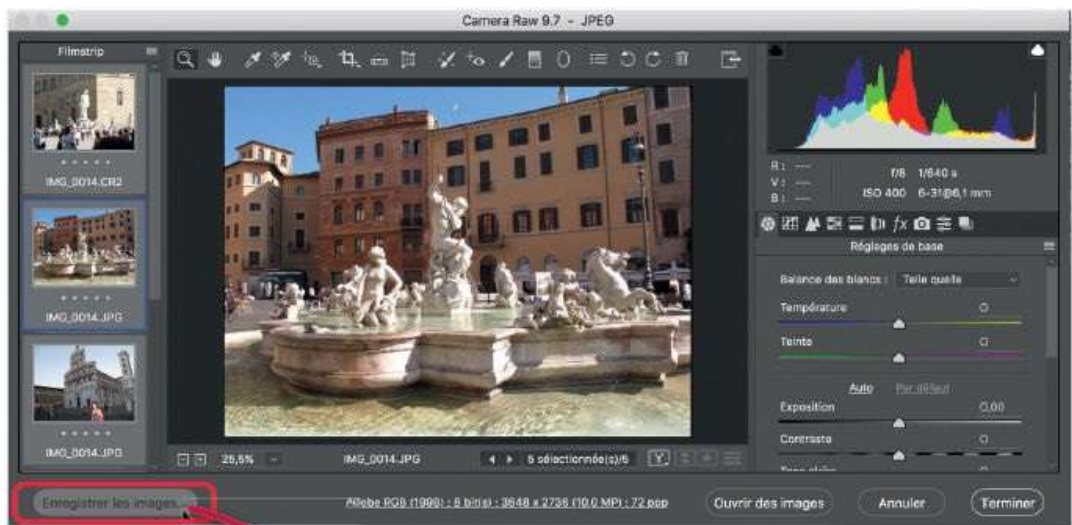 Camera Raw 9.7 - JPEG
Filmstrip
IMG_0014.CR2
IMG_0014.JPG
IMG_0014.JPG
25,5%
IMG_0014.JPG
5 sélectionnée(s)/5
Y
R :
V :
B :
f/8 1/640 s
ISO 400 6-31@6,1 mm
fx
Réglages de base
Balance des blancs : Telle quelle
Température 0
Teinte 0
Auto Par défaut
Exposition 0,00
Contraste 0
Enregistrer les images...
Adobe RGB (1998) ; 8 bit(s) ; 3648 x 2736 (10,0 MP) ; 72 ppp
Ouvrir des images
Annuler
Terminer